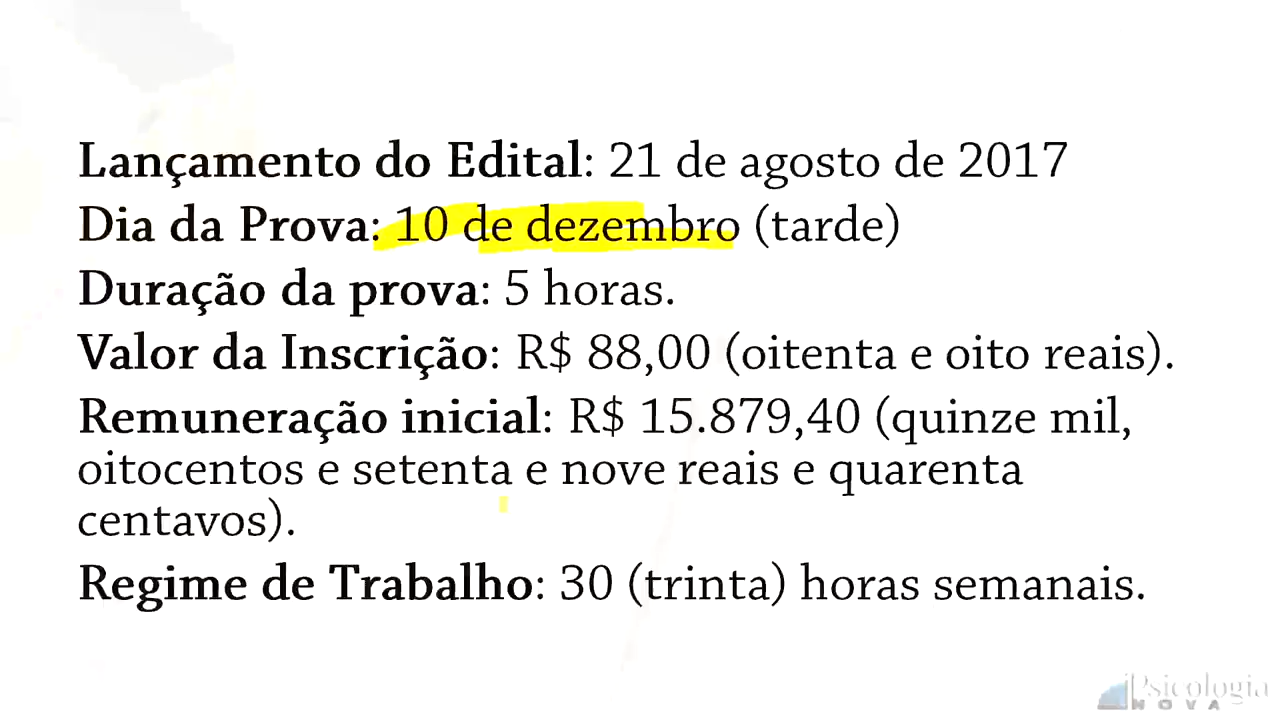 Lançamento do Edital: 21 de agosto de 2017
Dia da Prova: 10 de dezembro (tarde)
Duração da prova: 5 horas.
Valor da Inscrição: R$ 88,00 (oitenta e oito reais).
Remuneração inicial: R$ 15.879,40 (quinze mil,
oitocentos e setenta e nove reais e quarenta
centavos).
Regime de Trabalho: 30 (trinta) horas semanais.
Psicologia
NOVA